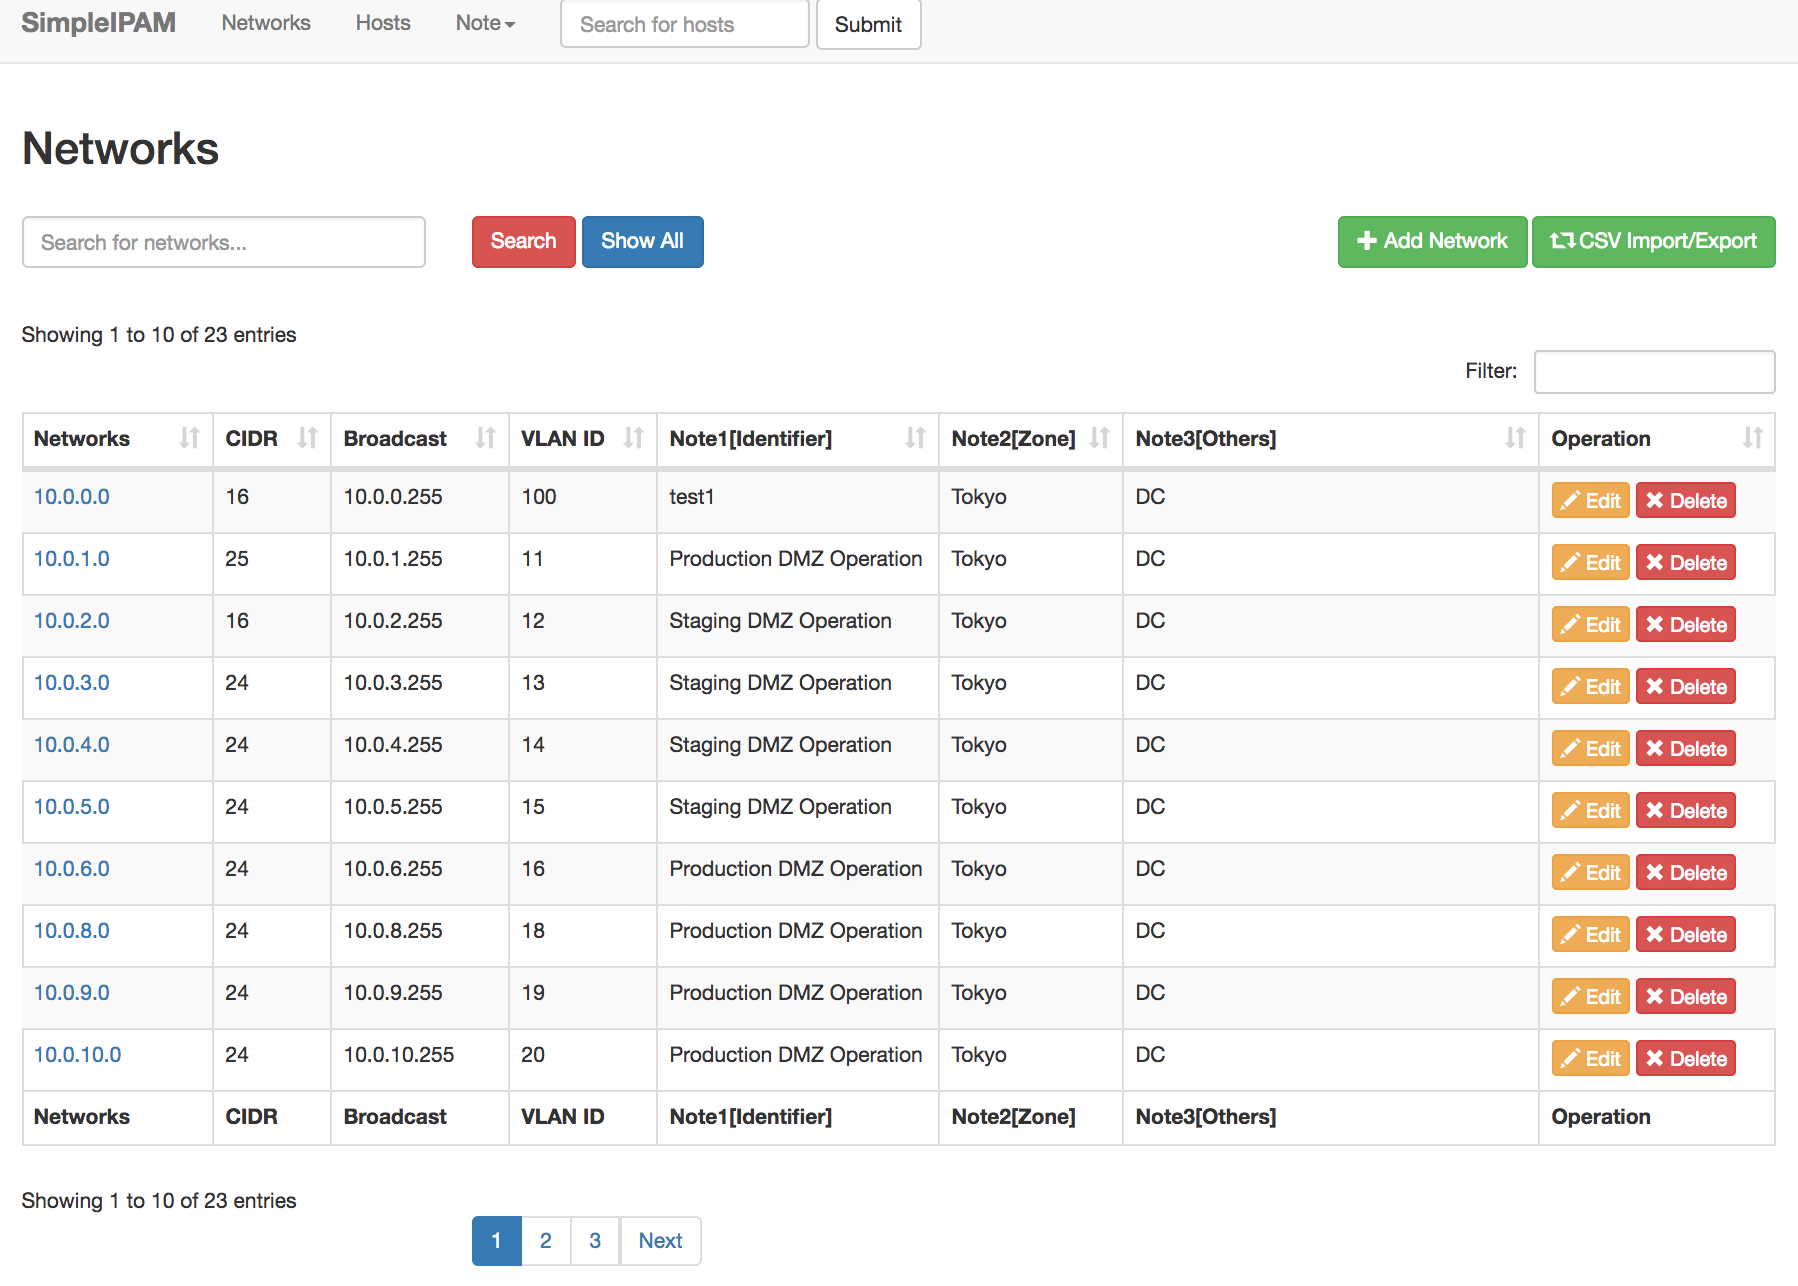 SimpleIPAM Networks Hosts Note Search for hosts Submit
Networks
Search for networks... Search Show All Add Network CSV Import/Export
Showing 1 to 10 of 23 entries
Filter:
Networks CIDR Broadcast VLAN ID Note1[Identifier] Note2[Zone] Note3[Others] Operation
10.0.0.0 16 10.0.0.255 100 test1 Tokyo DC Edit Delete
10.0.1.0 25 10.0.1.255 11 Production DMZ Operation Tokyo DC Edit Delete
10.0.2.0 16 10.0.2.255 12 Staging DMZ Operation Tokyo DC Edit Delete
10.0.3.0 24 10.0.3.255 13 Staging DMZ Operation Tokyo DC Edit Delete
10.0.4.0 24 10.0.4.255 14 Staging DMZ Operation Tokyo DC Edit Delete
10.0.5.0 24 10.0.5.255 15 Staging DMZ Operation Tokyo DC Edit Delete
10.0.6.0 24 10.0.6.255 16 Production DMZ Operation Tokyo DC Edit Delete
10.0.8.0 24 10.0.8.255 18 Production DMZ Operation Tokyo DC Edit Delete
10.0.9.0 24 10.0.9.255 19 Production DMZ Operation Tokyo DC Edit Delete
10.0.10.0 24 10.0.10.255 20 Production DMZ Operation Tokyo DC Edit Delete
Networks CIDR Broadcast VLAN ID Note1[Identifier] Note2[Zone] Note3[Others] Operation
Showing 1 to 10 of 23 entries
1 2 3 Next